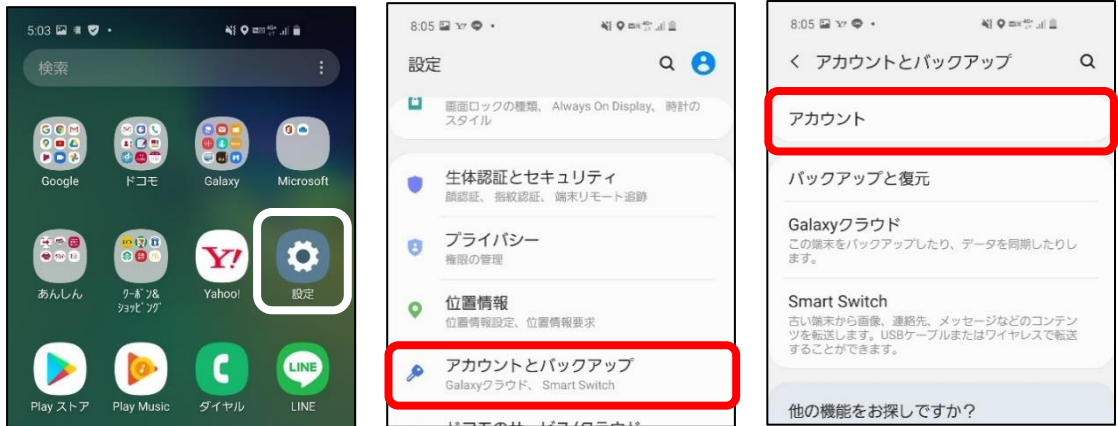 5:03
検索
Google
ドコモ
Galaxy
Microsoft
あんしん
クーポン&
ショッピング
Yahoo!
設定
Play ストア
Play Music
ダイヤル
LINE
8:05
設定
画面ロックの種類、 Always On Display、 時計の
スタイル
生体認証とセキュリティ
顔認証、 指紋認証、 端末リモート追跡
プライバシー
権限の管理
位置情報
位置情報設定、位置情報要求
アカウントとバックアップ
Galaxyクラウド、 Smart Switch
8:05
アカウントとバックアップ
アカウント
バックアップと復元
Galaxyクラウド
この端末をバックアップしたり、データを同期したりし
ます。
Smart Switch
古い端末から画像、連絡先、メッセージなどのコンテン
ツを転送します。USBケーブルまたはワイヤレスで転送
することができます。
他の機能をお探しですか?